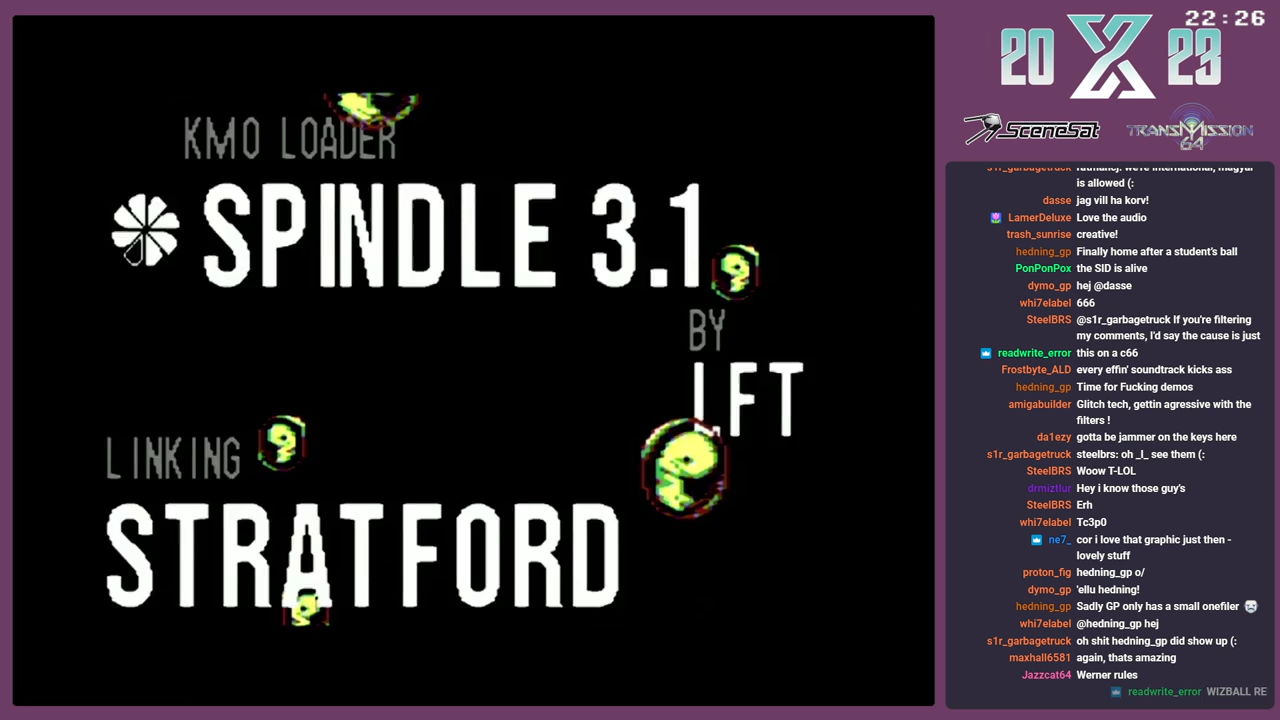 22:26
20 X 23
SCENESAT
TRANSMISSION
64
KMO LOADER
SPINDLE 3.1
BY
LFT
LINKING
STRATFORD
is allowed (:
dasse jag vill ha korv!
LamerDeluxe Love the audio
trash_sunrise creative!
hedning_gp Finally home after a student's ball
PonPonPox the SID is alive
dymo_gp hej @dasse
whi7elabel 666
SteelBRS @s1r_garbagetruck If you're filtering
my comments, I'd say the cause is just
readwrite_error this on a c66
Frostbyte_ALD every effin' soundtrack kicks ass
hedning_gp Time for Fucking demos
amigabuilder Glitch tech, gettin agressive with the
filters !
da1ezy gotta be jammer on the keys here
s1r_garbagetruck steelbrs: oh _I_ see them (:
SteelBRS Woow T-LOL
drmiztlur Hey i know those guy's
SteelBRS Erh
whi7elabel Tc3p0
ne7_ cor i love that graphic just then -
lovely stuff
proton_fig hedning_gp o/
dymo_gp 'ellu hedning!
hedning_gp Sadly GP only has a small onefiler
whi7elabel @hedning_gp hej
s1r_garbagetruck oh shit hedning_gp did show up (:
maxhall6581 again, thats amazing
Jazzcat64 Werner rules
readwrite_error WIZBALL RE